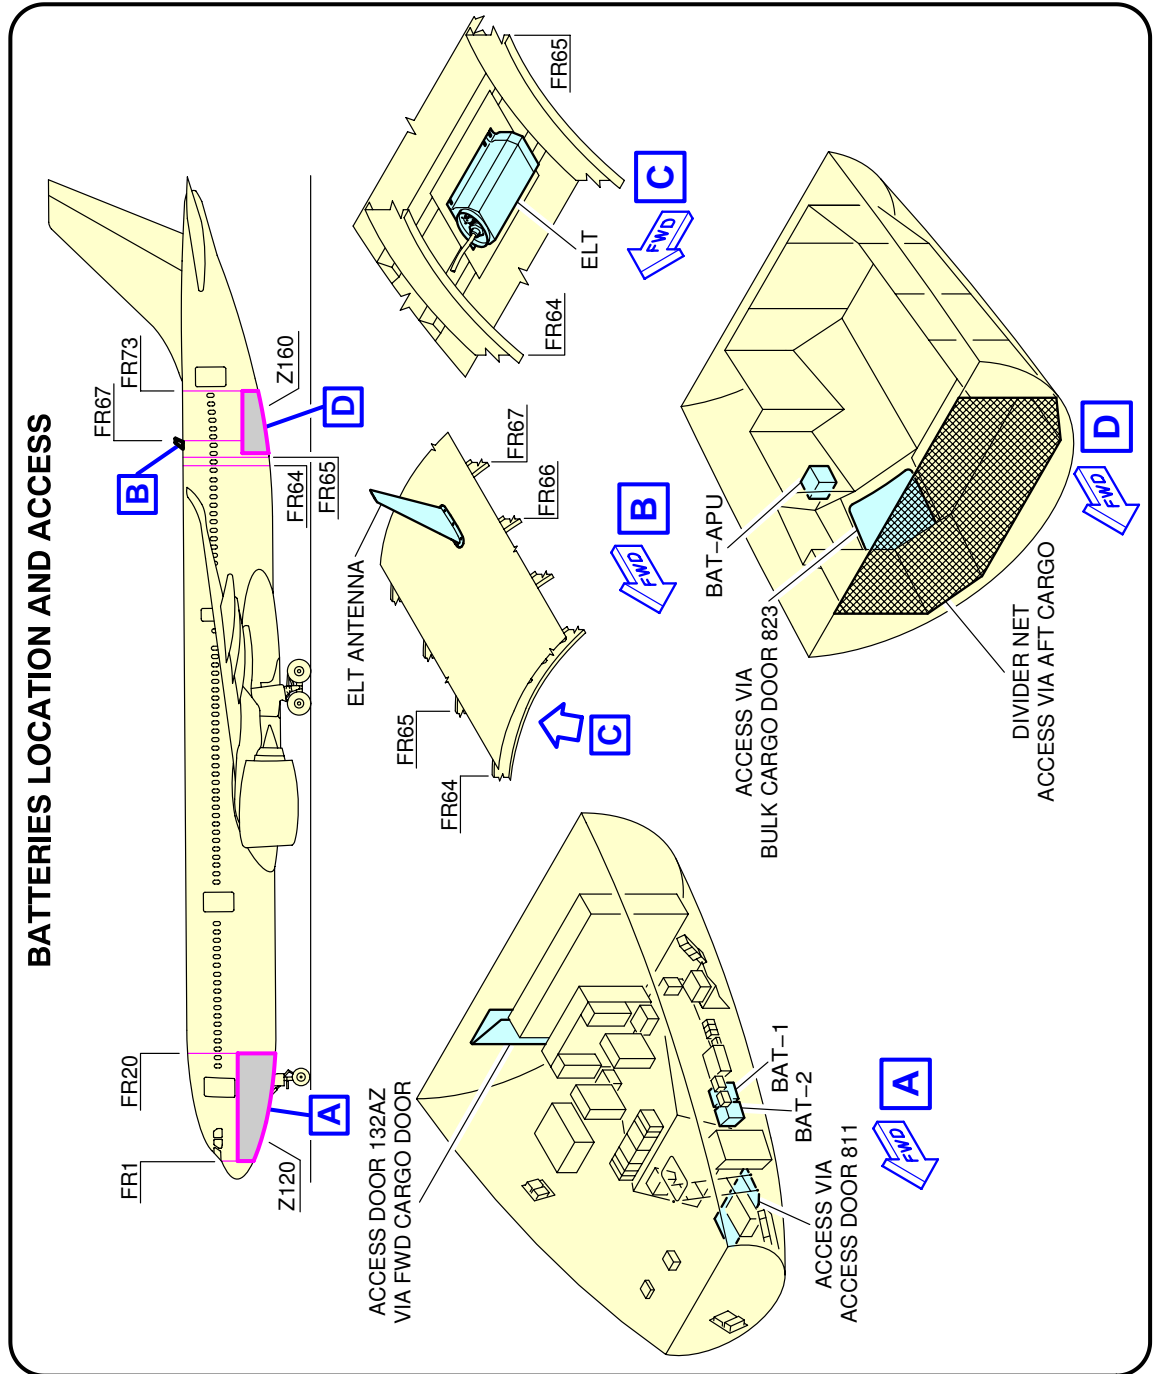 BATTERIES LOCATION AND ACCESS
FR1
FR20
FR67
FR73
B
Z120
A
FR64
FR65
D
Z160
ACCESS DOOR 132AZ
VIA FWD CARGO DOOR
ELT ANTENNA
FR64
FR65
FR66
FR67
C
FWD
B
FR64
FR65
ELT
FWD
C
BAT-1
BAT-2
ACCESS VIA
ACCESS DOOR 811
FWD
A
BAT-APU
ACCESS VIA
BULK CARGO DOOR 823
DIVIDER NET
ACCESS VIA AFT CARGO
FWD
D